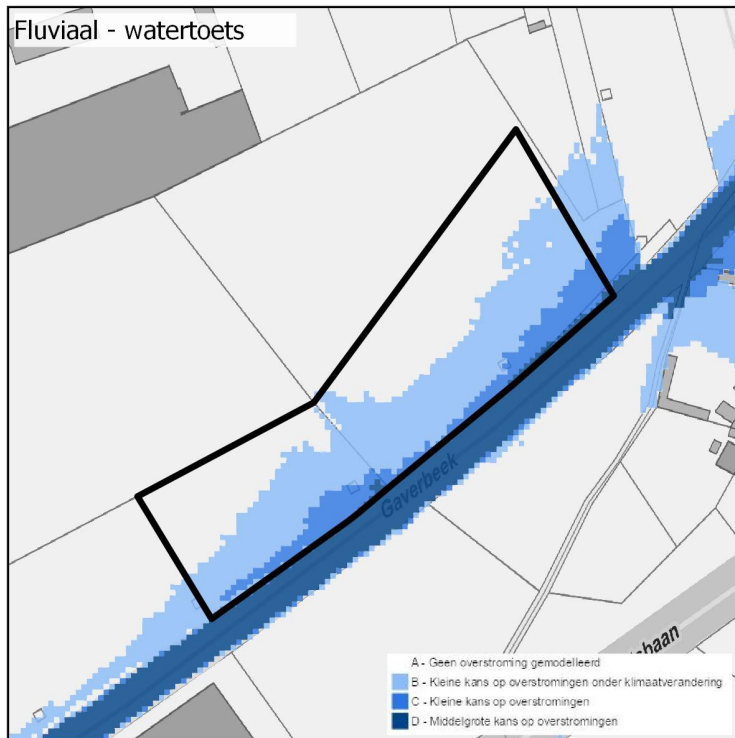 Fluviaal - watertoets
Gaverbeek
A - Geen overstroming gemodelleerd
B - Kleine kans op overstromingen onder klimaatverandering
C - Kleine kans op overstromingen
D - Middelgrote kans op overstromingen